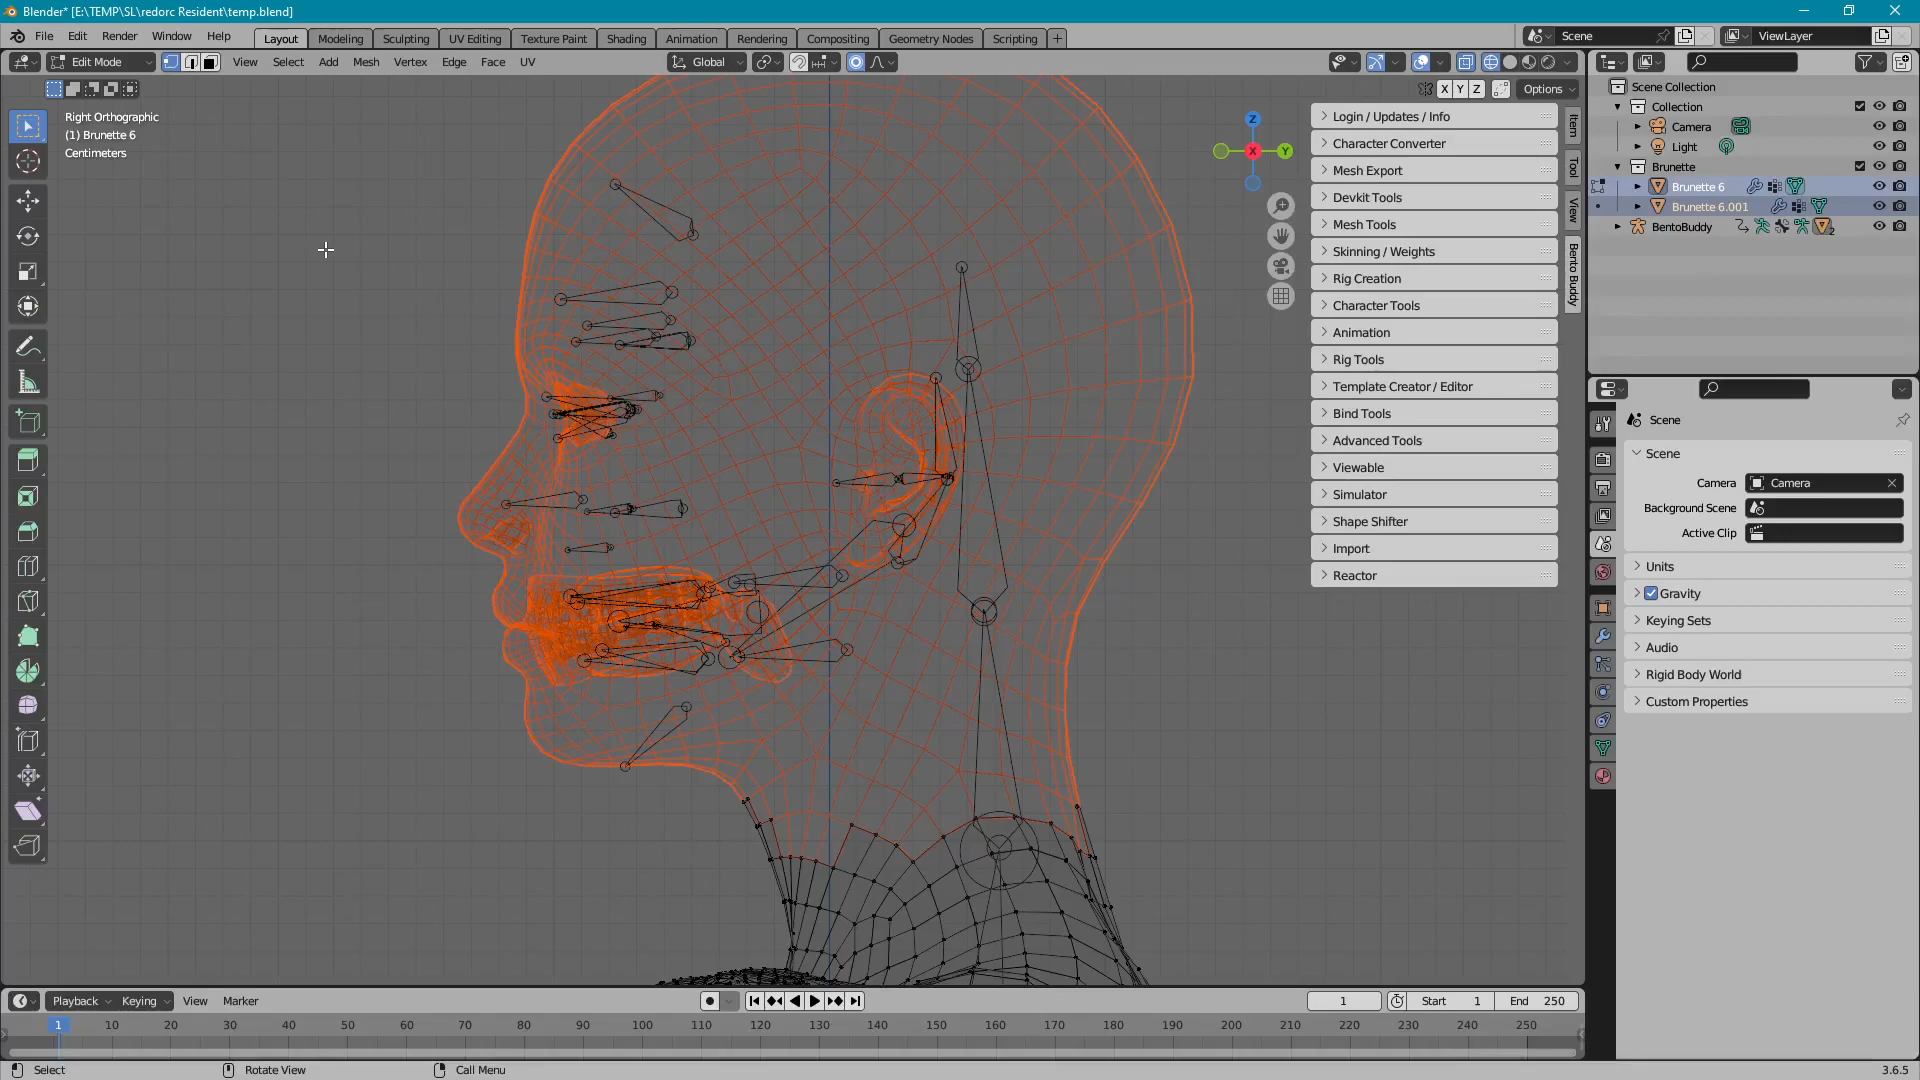 Blender* [E:\TEMP\SL\redorc Resident\temp.blend]
File Edit Render Window Help Layout Modeling Sculpting UV Editing Texture Paint Shading Animation Rendering Compositing Geometry Nodes Scripting + Scene ViewLayer
Edit Mode View Select Add Mesh Vertex Edge Face UV Global
X Y Z Options
Right Orthographic
(1) Brunette 6
Centimeters
Z
X
Y
Login / Updates / Info
Character Converter
Mesh Export
Devkit Tools
Mesh Tools
Skinning / Weights
Rig Creation
Character Tools
Animation
Rig Tools
Template Creator / Editor
Bind Tools
Advanced Tools
Viewable
Simulator
Shape Shifter
Import
Reactor
Item
Tool
View
Bento Buddy
Scene Collection
Collection
Camera
Light
Brunette
Brunette 6
Brunette 6.001
BentoBuddy 2
Scene
Scene
Camera Camera
Background Scene
Active Clip
Units
Gravity
Keying Sets
Audio
Rigid Body World
Custom Properties
Playback Keying View Marker 1 Start 1 End 250
1 10 20 30 40 50 60 70 80 90 100 110 120 130 140 150 160 170 180 190 200 210 220 230 240 250
Select Rotate View Call Menu 3.6.5